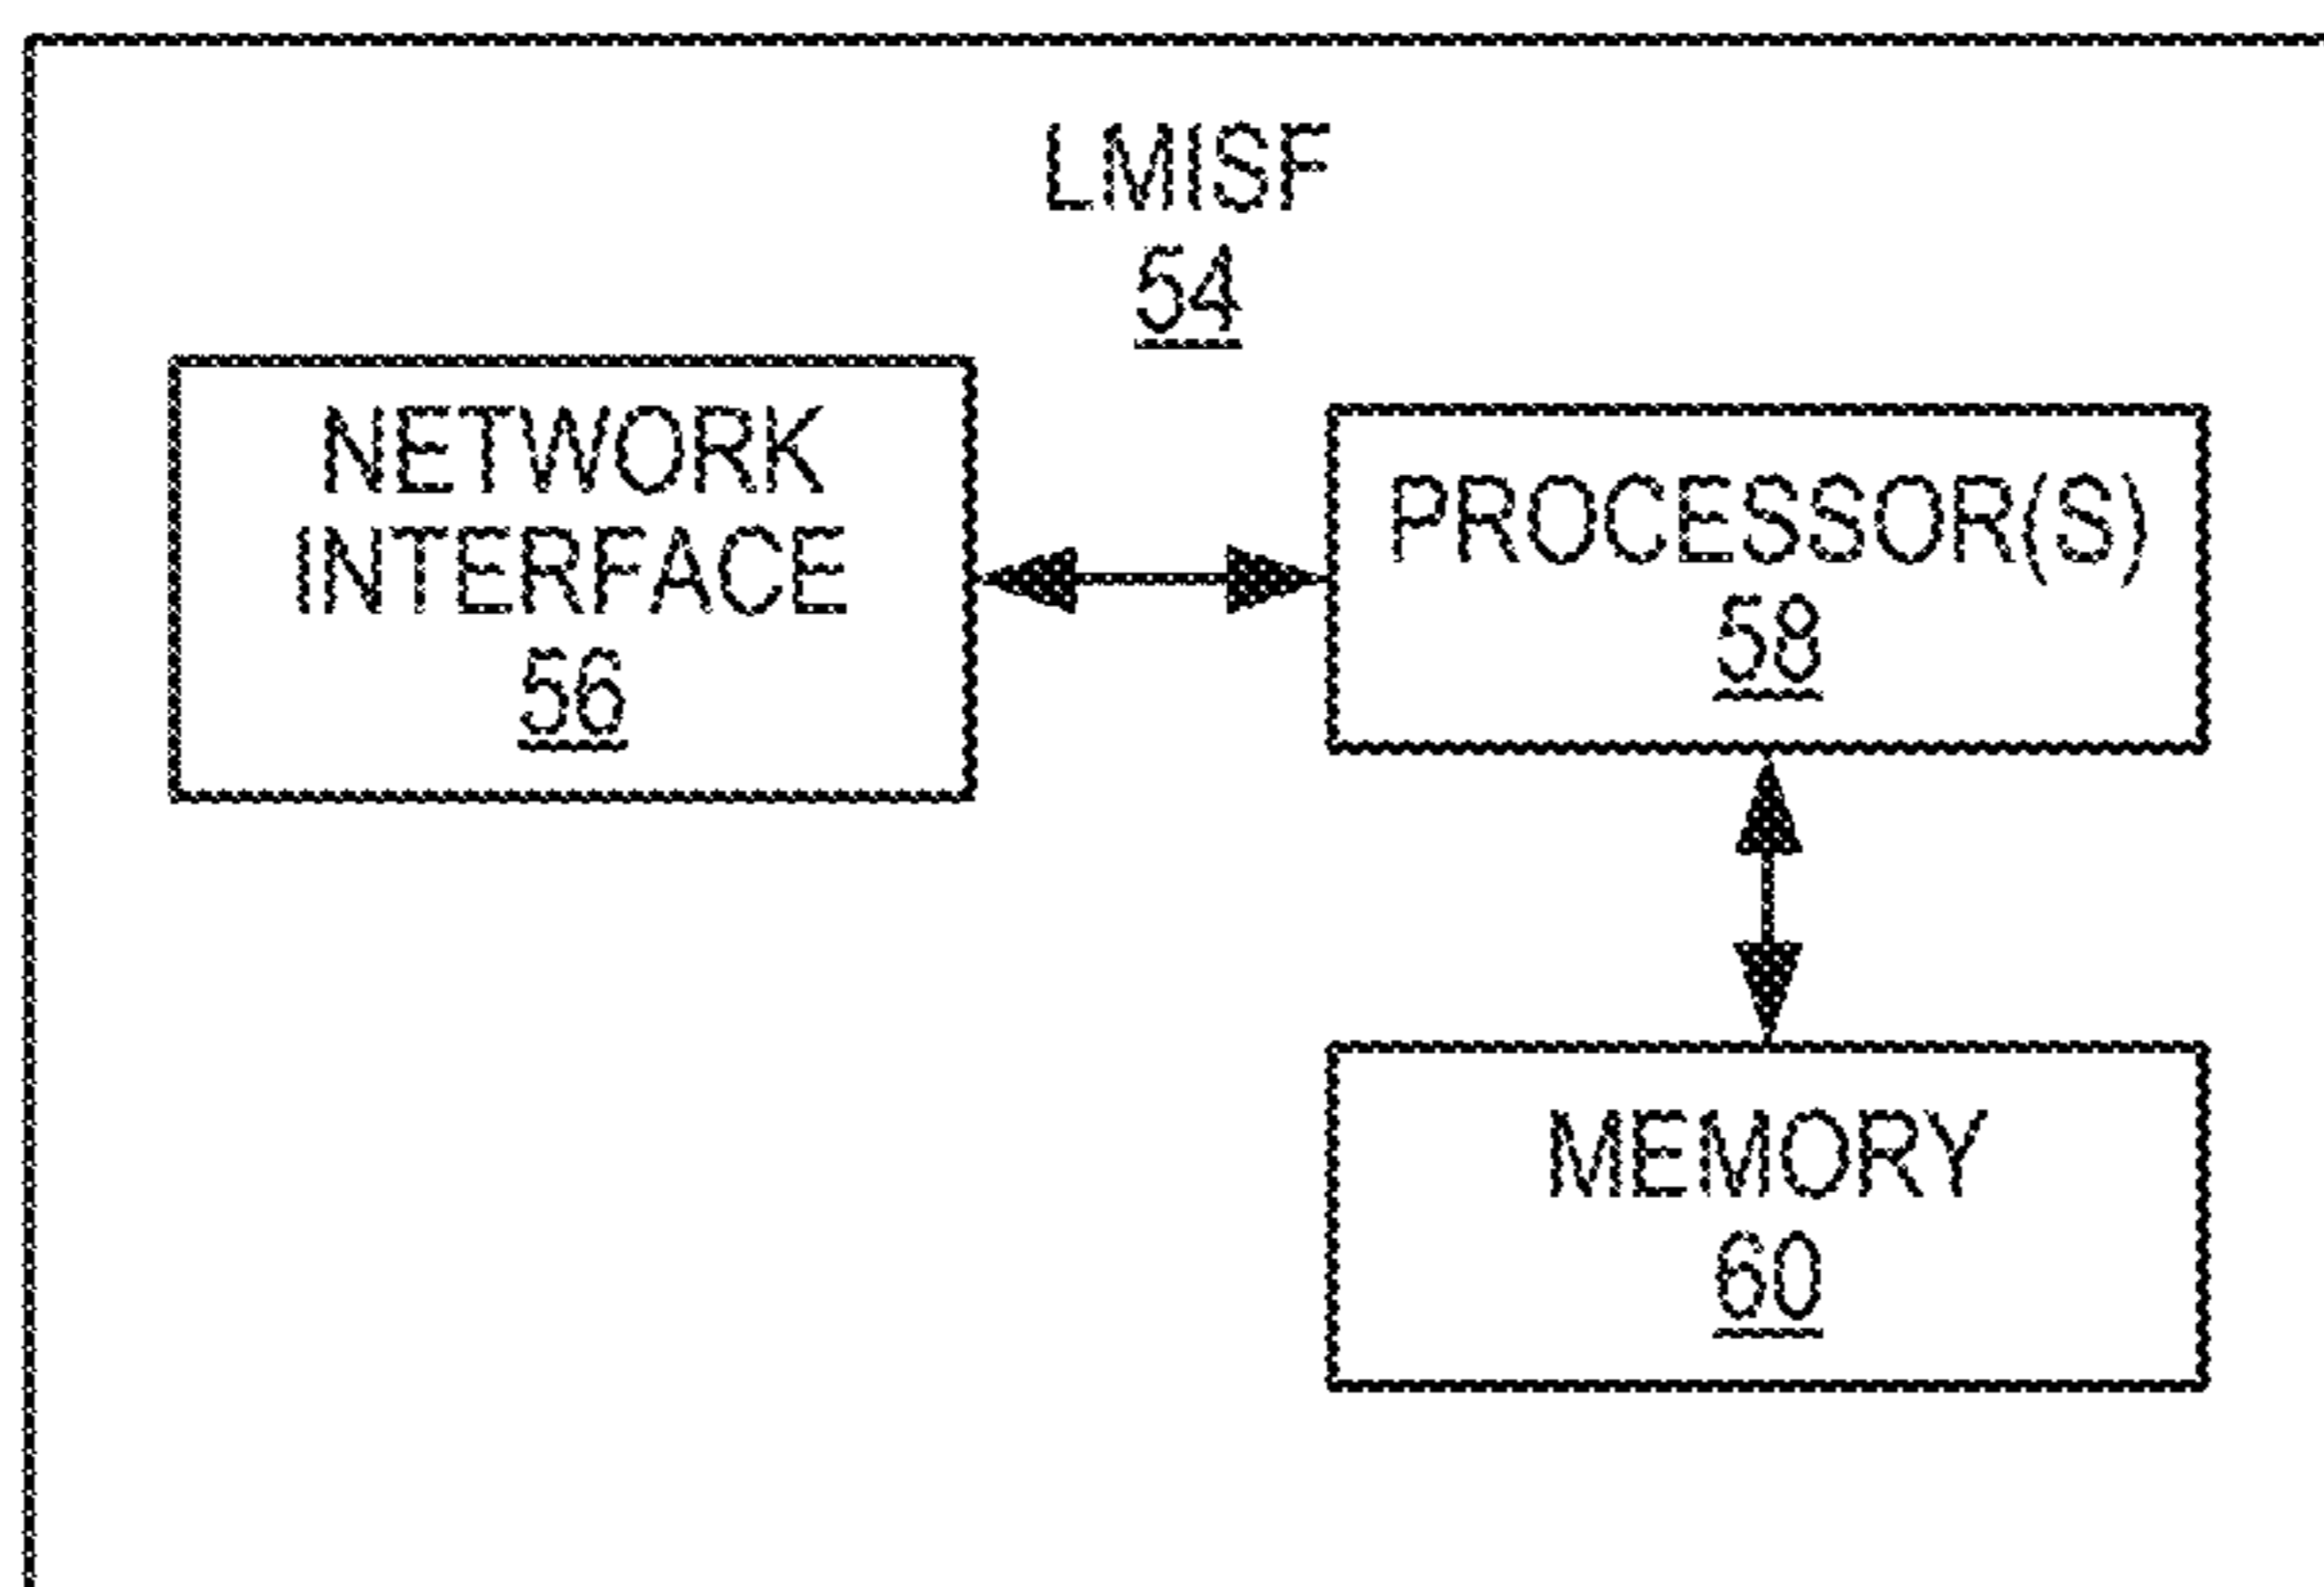 LMISF
54
NETWORK
INTERFACE
56
PROCESSOR(S)
58
MEMORY
60